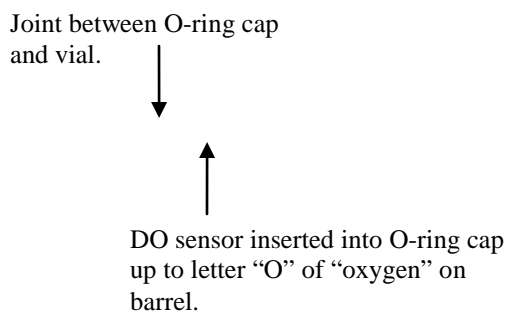 Joint between O-ring cap
and vial.
DO sensor inserted into O-ring cap
up to letter “O” of “oxygen” on
barrel.